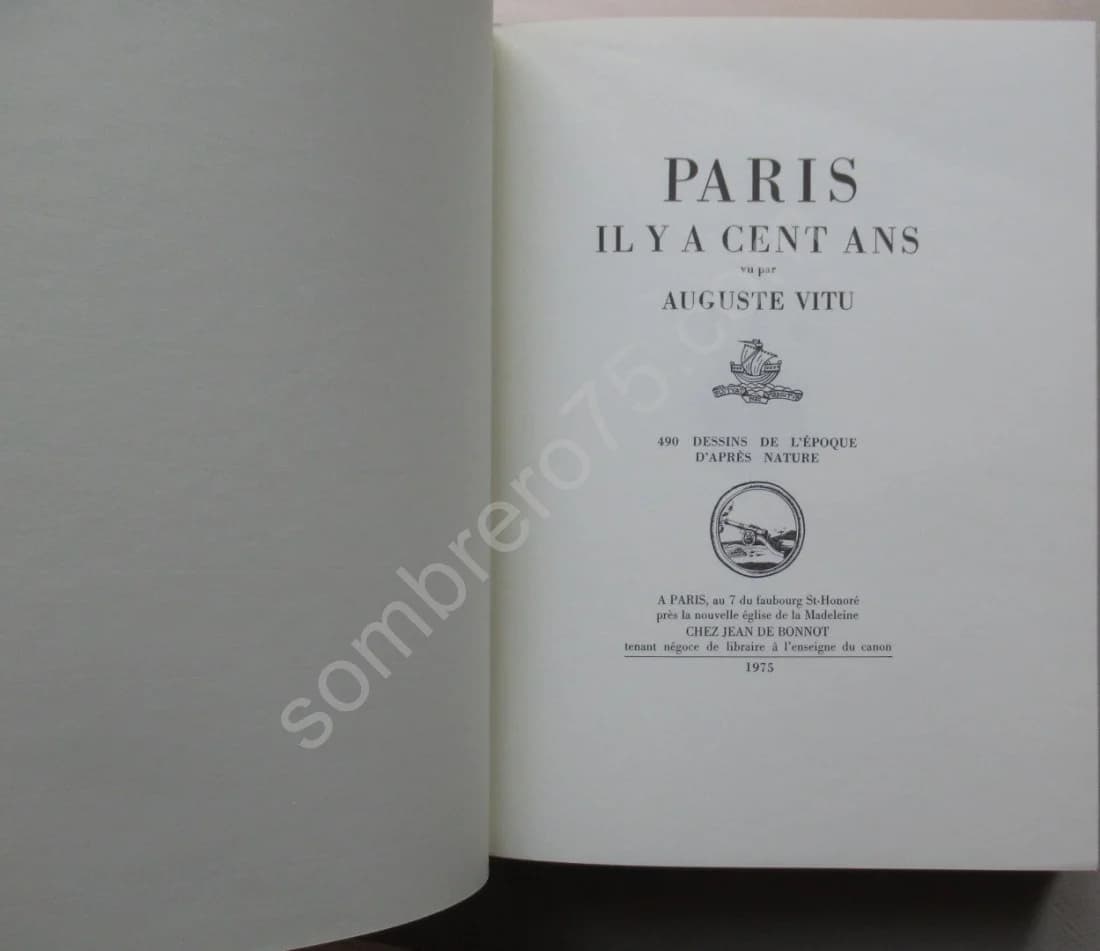 PARIS
IL Y A CENT ANS
vu par
AUGUSTE VITU
490 DESSINS DE L'ÉPOQUE
D'APRÈS NATURE
A PARIS, au 7 du faubourg St-Honoré
près la nouvelle église de la Madeleine
CHEZ JEAN DE BONNOT
tenant négoce de libraire à l'enseigne du canon
1975
sombrero75.c